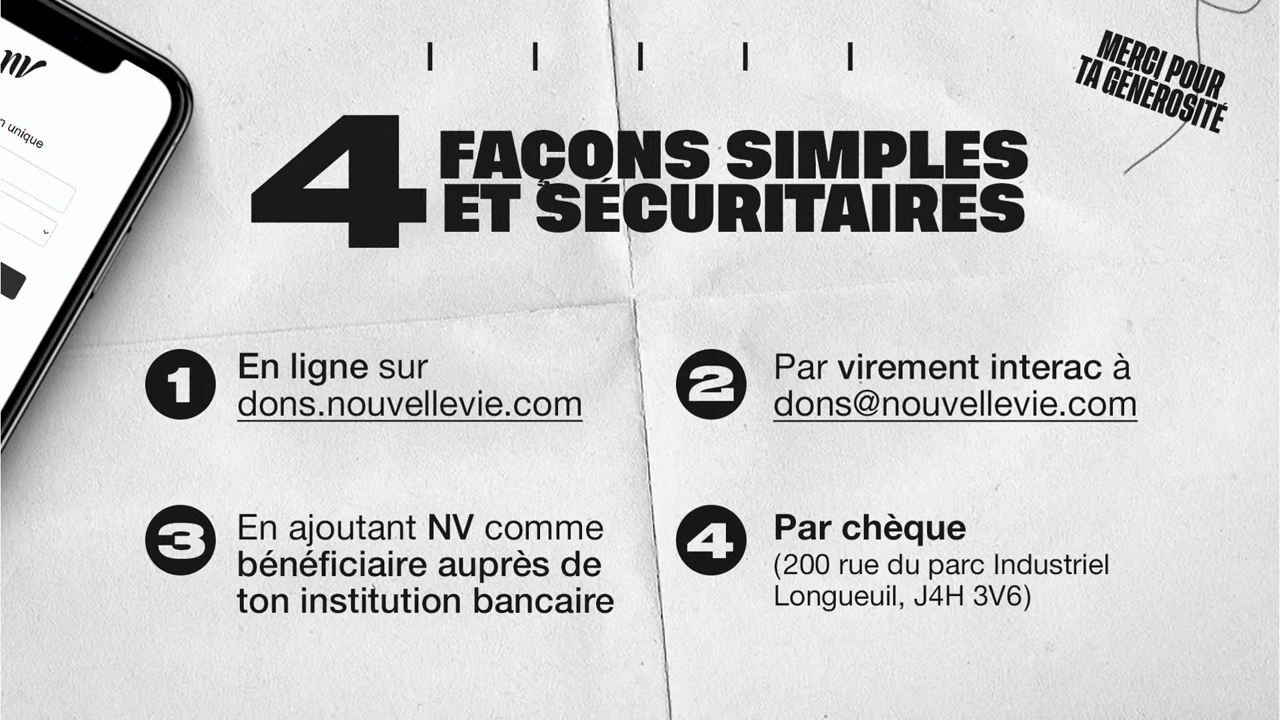 nv
n unique
MERCI POUR
TA GÉNÉROSITÉ
4 FAÇONS SIMPLES
ET SÉCURITAIRES
1 En ligne sur
dons.nouvellevie.com
2 Par virement interac à
dons@nouvellevie.com
3 En ajoutant NV comme
bénéficiaire auprès de
ton institution bancaire
4 Par chèque
(200 rue du parc Industriel
Longueuil, J4H 3V6)